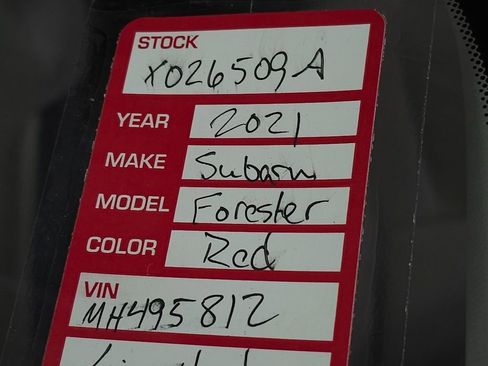 STOCK
X026509A
YEAR 2021
MAKE Subaru
MODEL Forester
COLOR Red
VIN
MH495812